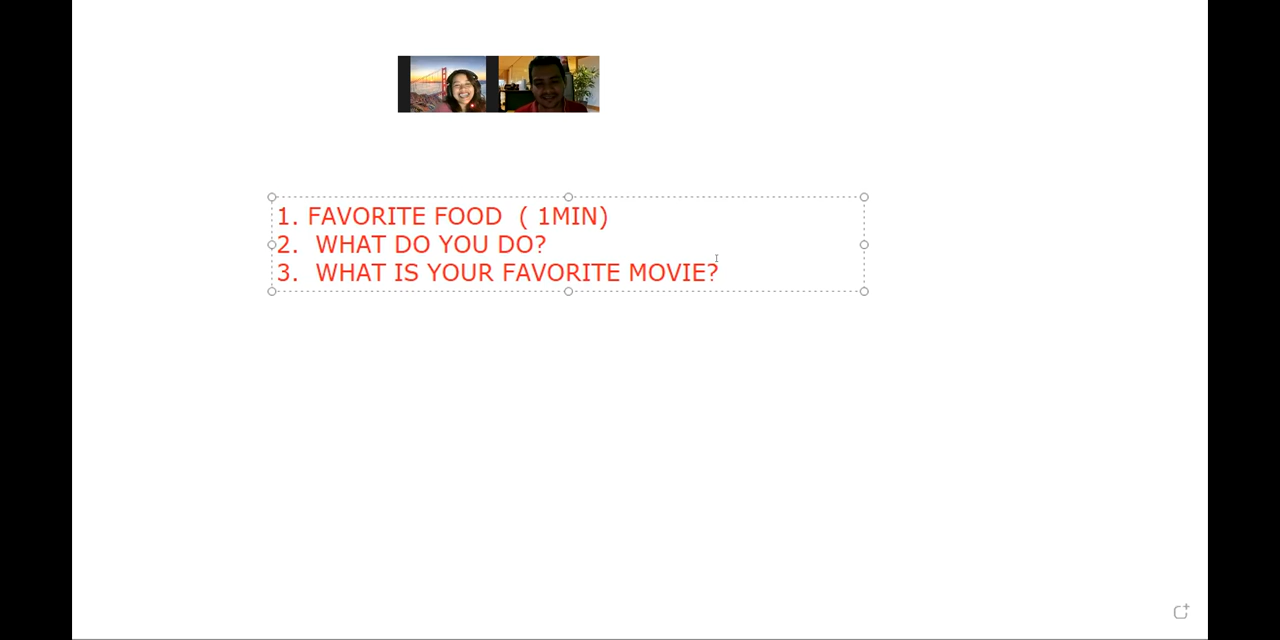 1. FAVORITE FOOD  ( 1MIN)
2.  WHAT DO YOU DO?
3.  WHAT IS YOUR FAVORITE MOVIE?